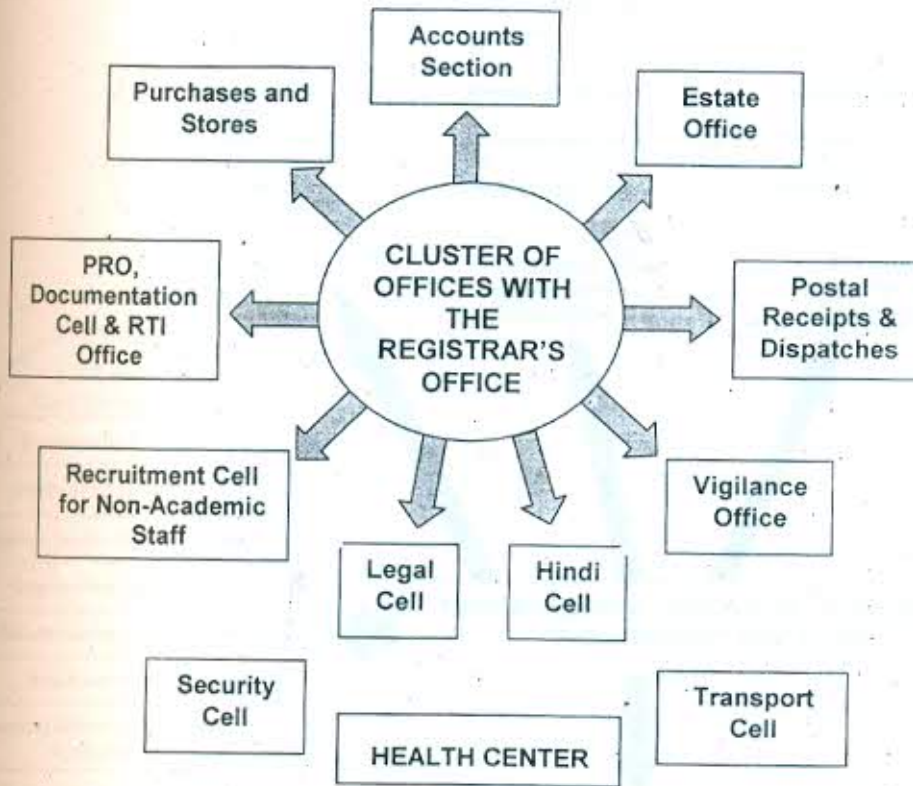 Accounts
Section
Purchases and
Stores
Estate
Office
CLUSTER OF
OFFICES WITH
THE
REGISTRAR'S
OFFICE
PRO,
Documentation
Cell & RTI
Office
Postal
Receipts &
Dispatches
Recruitment Cell
for Non-Academic
Staff
Vigilance
Office
Legal
Cell
Hindi
Cell
Security
Cell
Transport
Cell
HEALTH CENTER